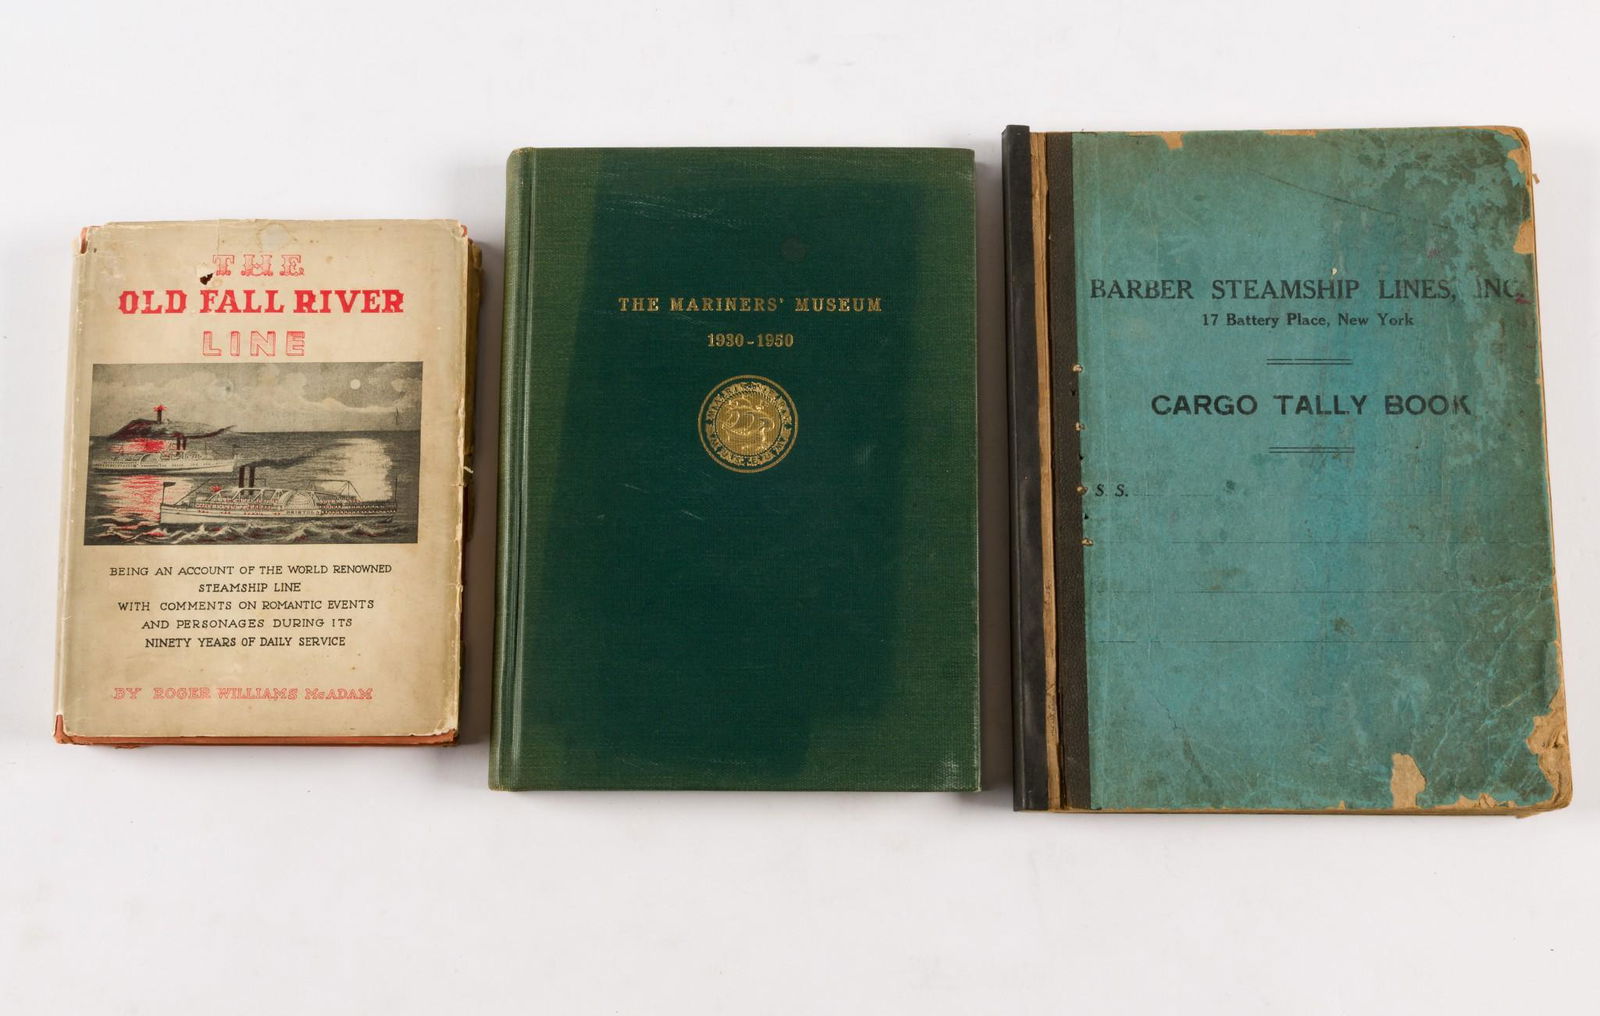 THE
OLD FALL RIVER
LINE
BEING AN ACCOUNT OF THE WORLD RENOWNED
STEAMSHIP LINE
WITH COMMENTS ON ROMANTIC EVENTS
AND PERSONAGES DURING ITS
NINETY YEARS OF DAILY SERVICE
BY ROGER WILLIAMS McADAM
THE MARINERS' MUSEUM
1930-1950
BARBER STEAMSHIP LINES, INC.
17 Battery Place, New York
CARGO TALLY BOOK
S. S.